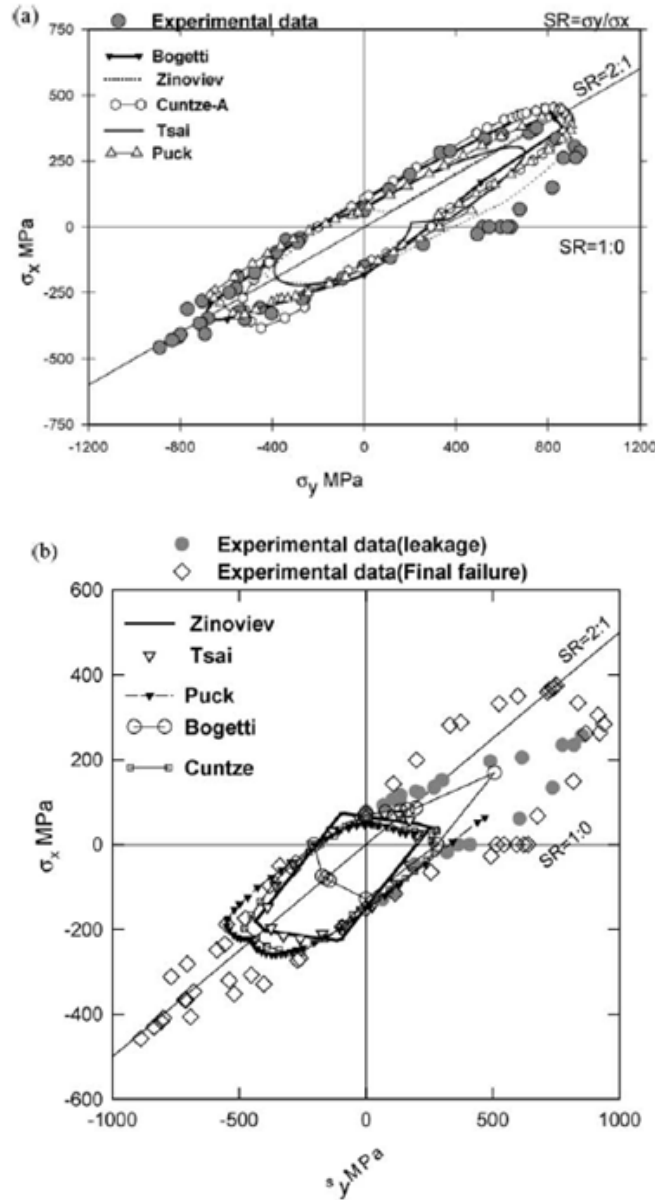 (a)
Experimental data
SR=σy/σx
Bogetti
Zinoviev
Cuntze-A
Tsai
Puck
SR=2:1
SR=1:0
750
500
250
0
-250
-500
-750
σx MPa
-1200
-800
-400
0
400
800
1200
σy MPa
(b)
Experimental data(leakage)
Experimental data(Final failure)
Zinoviev
Tsai
Puck
Bogetti
Cuntze
SR=2:1
SR=1:0
600
400
200
0
-200
-400
-600
σx MPa
-1000
-500
0
500
1000
s y MPa